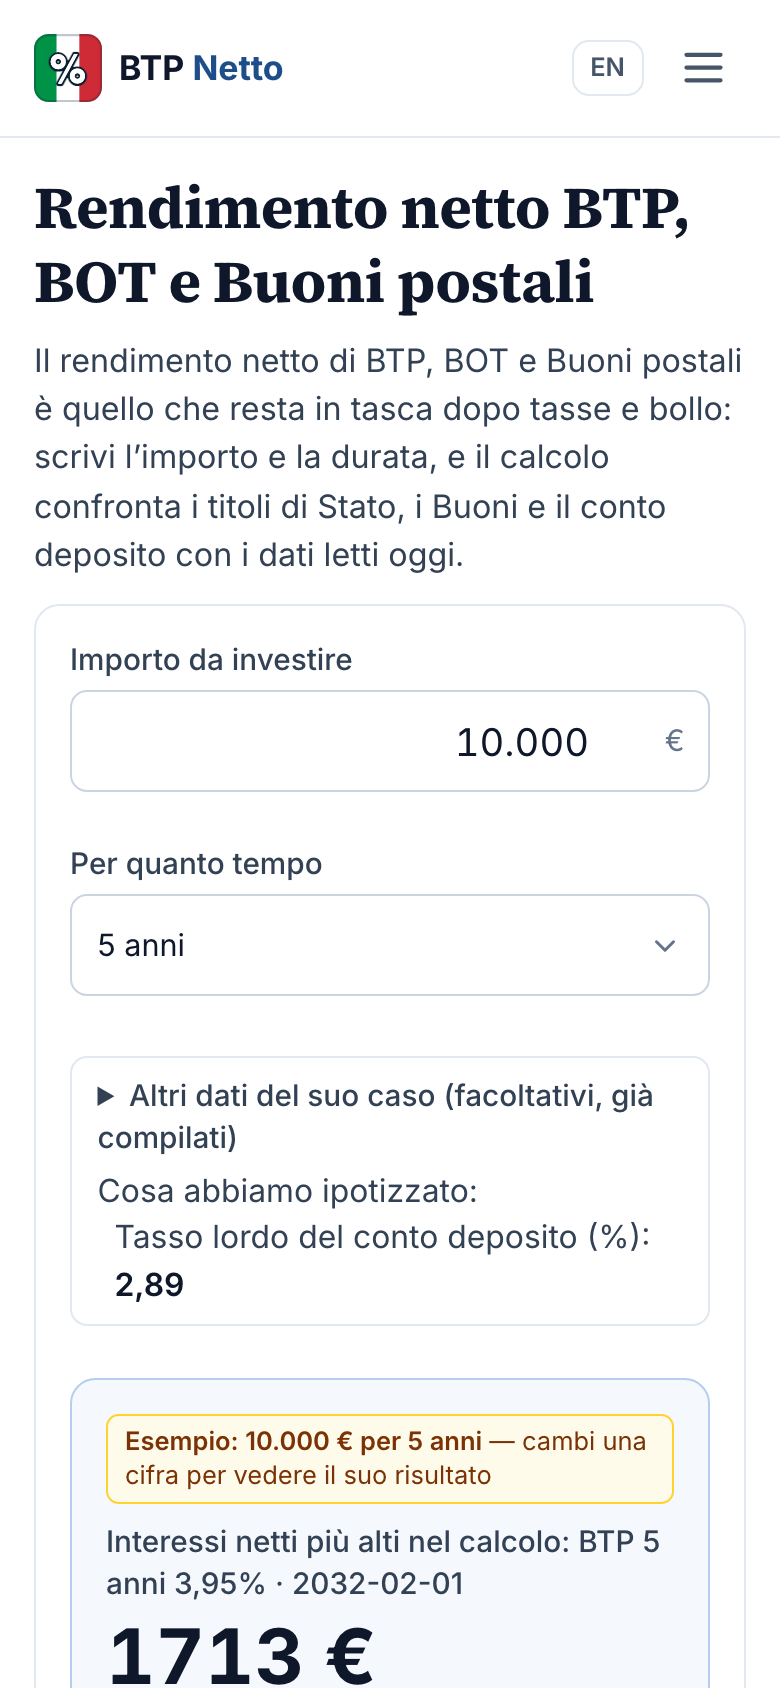 %
BTP Netto
EN
Rendimento netto BTP,
BOT e Buoni postali
Il rendimento netto di BTP, BOT e Buoni postali
è quello che resta in tasca dopo tasse e bollo:
scrivi l’importo e la durata, e il calcolo
confronta i titoli di Stato, i Buoni e il conto
deposito con i dati letti oggi.
Importo da investire
10.000 €
Per quanto tempo
5 anni
▶ Altri dati del suo caso (facoltativi, già
compilati)
Cosa abbiamo ipotizzato:
Tasso lordo del conto deposito (%):
2,89
Esempio: 10.000 € per 5 anni — cambi una
cifra per vedere il suo risultato
Interessi netti più alti nel calcolo: BTP 5
anni 3,95% · 2032-02-01
1713 €